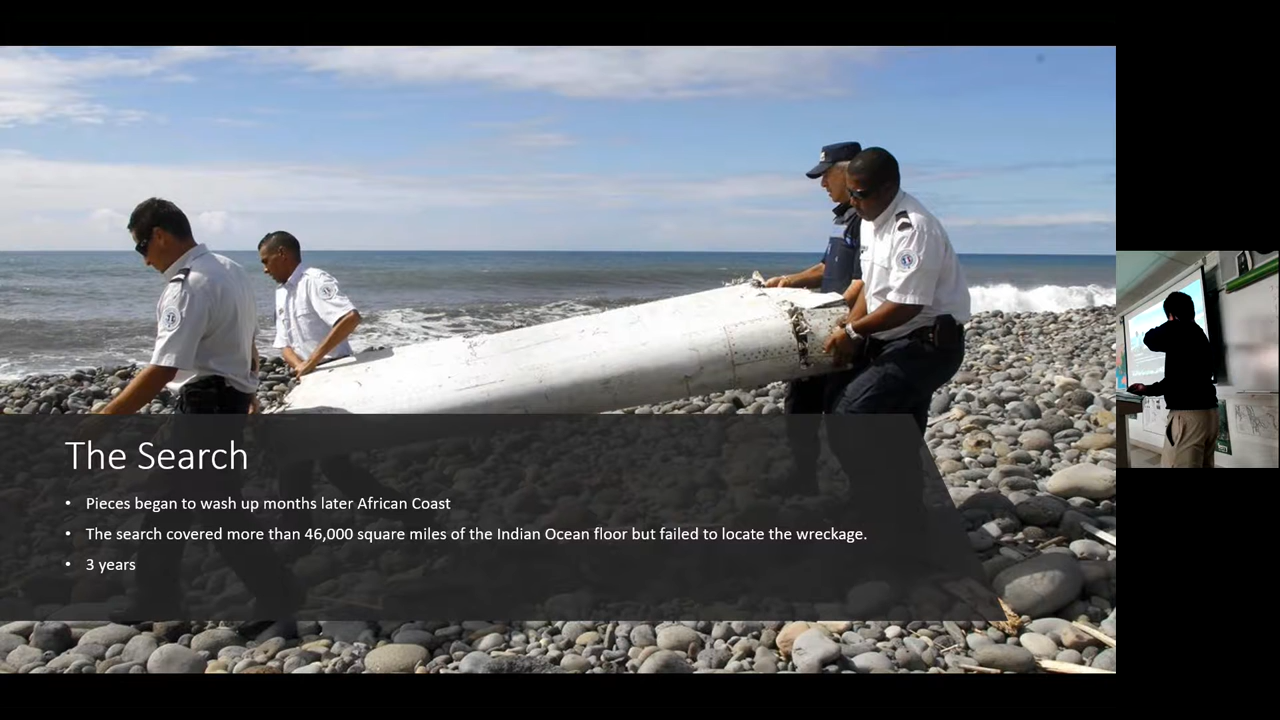 The Search
• Pieces began to wash up months later African Coast
• The search covered more than 46,000 square miles of the Indian Ocean floor but failed to locate the wreckage.
• 3 years